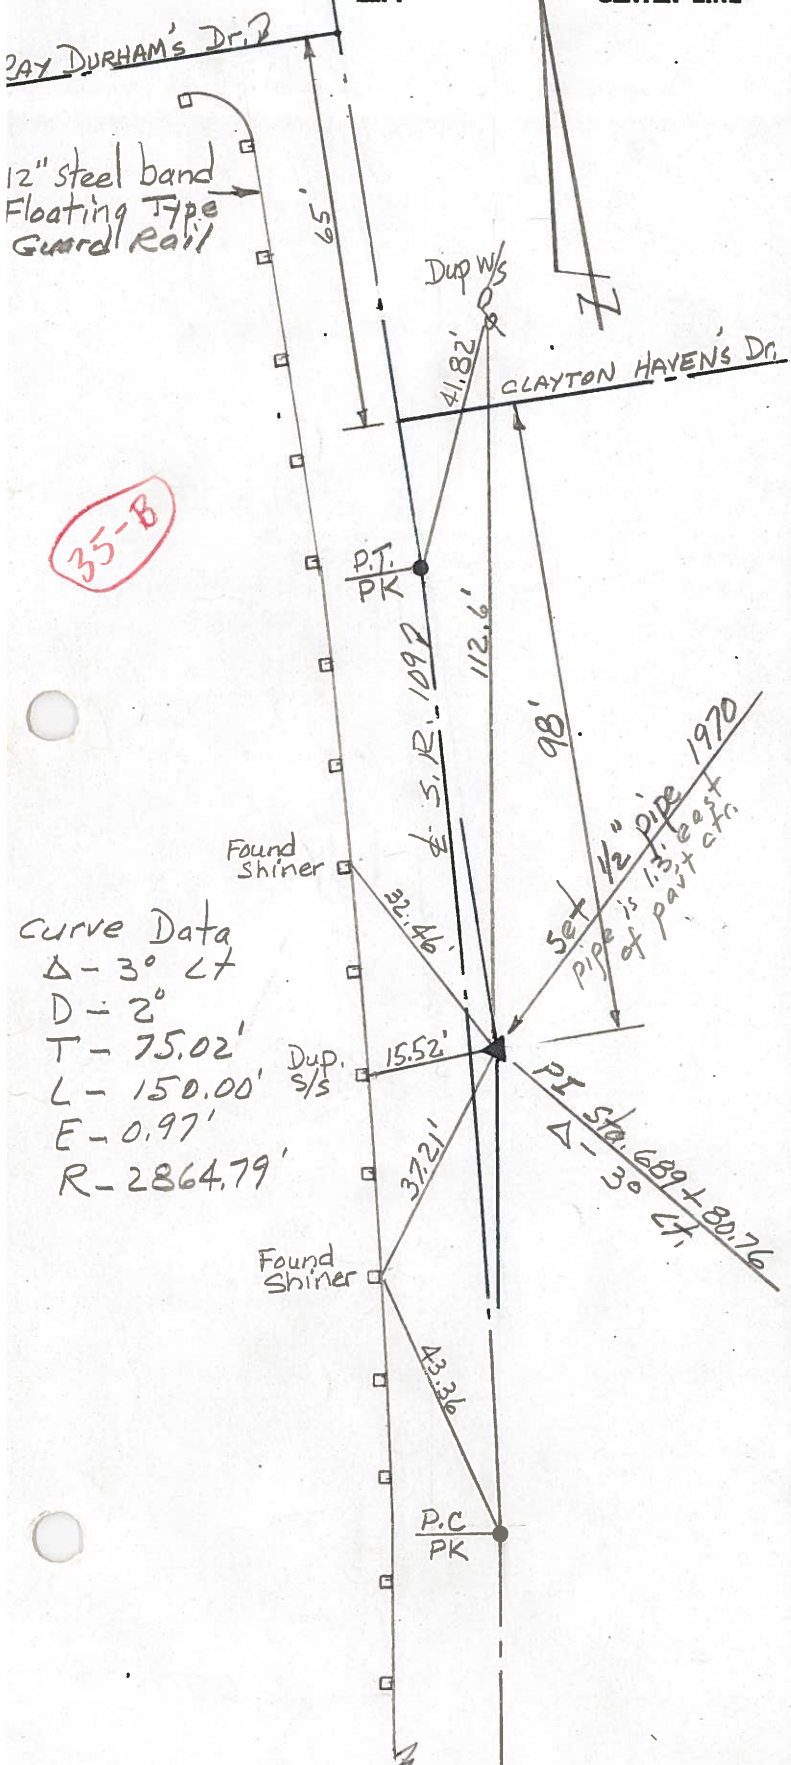 RAY DURHAM'S Dr.
12" steel band
Floating Type
Guard Rail
65'
Dup W/S
N
41.82'
CLAYTON HAVEN'S Dr.
35-B
P.T.
PK
112.6'
98'
℄ S. R. 109
Set 1/2" pipe 1970
pipe is 1.3' east
of pav't ctr.
Found
Shiner
32.46'
Curve Data
Δ - 3° Lt
D - 2°
T - 75.02'
L - 150.00'
E - 0.97'
R - 2864.79'
Dup.
S/S
15.52'
PI Sta. 689+80.76
Δ - 3° Lt.
37.21'
Found
Shiner
43.36
P.C
PK